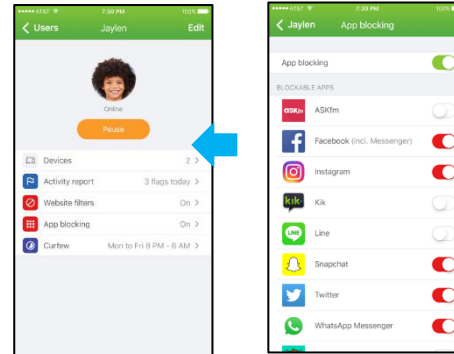 AT&T 7:30 PM 100%
Users Jaylen Edit
Online
Pause
Devices 2
Activity report 3 flags today
Website filters On
App blocking On
Curfew Mon to Fri 8 PM - 6 AM
AT&T 7:30 PM 100%
Jaylen App blocking
App blocking
BLOCKABLE APPS
ASKfm ASKfm
Facebook (incl. Messenger)
Instagram
kik· Kik
LINE Line
Snapchat
Twitter
WhatsApp Messenger